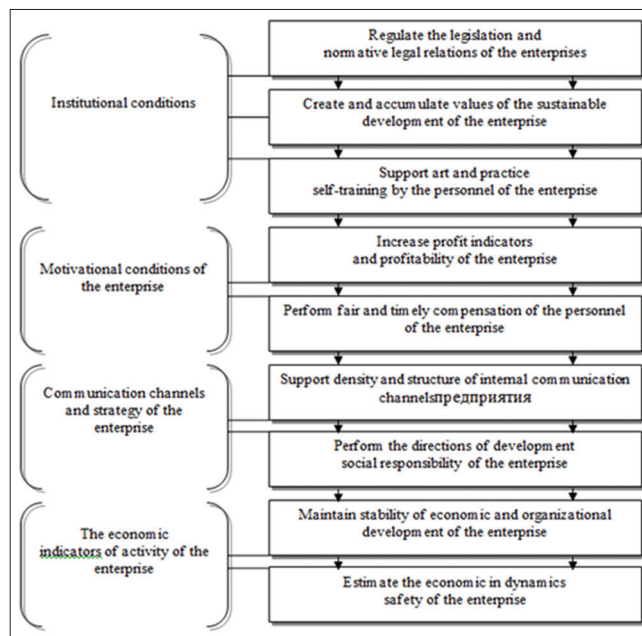 Institutional conditions
Regulate the legislation and
normative legal relations of the enterprises
Create and accumulate values of the sustainable
development of the enterprise
Support art and practice
self-training by the personnel of the enterprise
Motivational conditions of
the enterprise
Increase profit indicators
and profitability of the enterprise
Perform fair and timely compensation of the personnel
of the enterprise
Communication channels
and strategy of the
enterprise
Support density and structure of internal communication
channelsпредприятия
Perform the directions of development
social responsibility of the enterprise
The economic
indicators of activity of the
enterprise
Maintain stability of economic and organizational
development of the enterprise
Estimate the economic in dynamics
safety of the enterprise